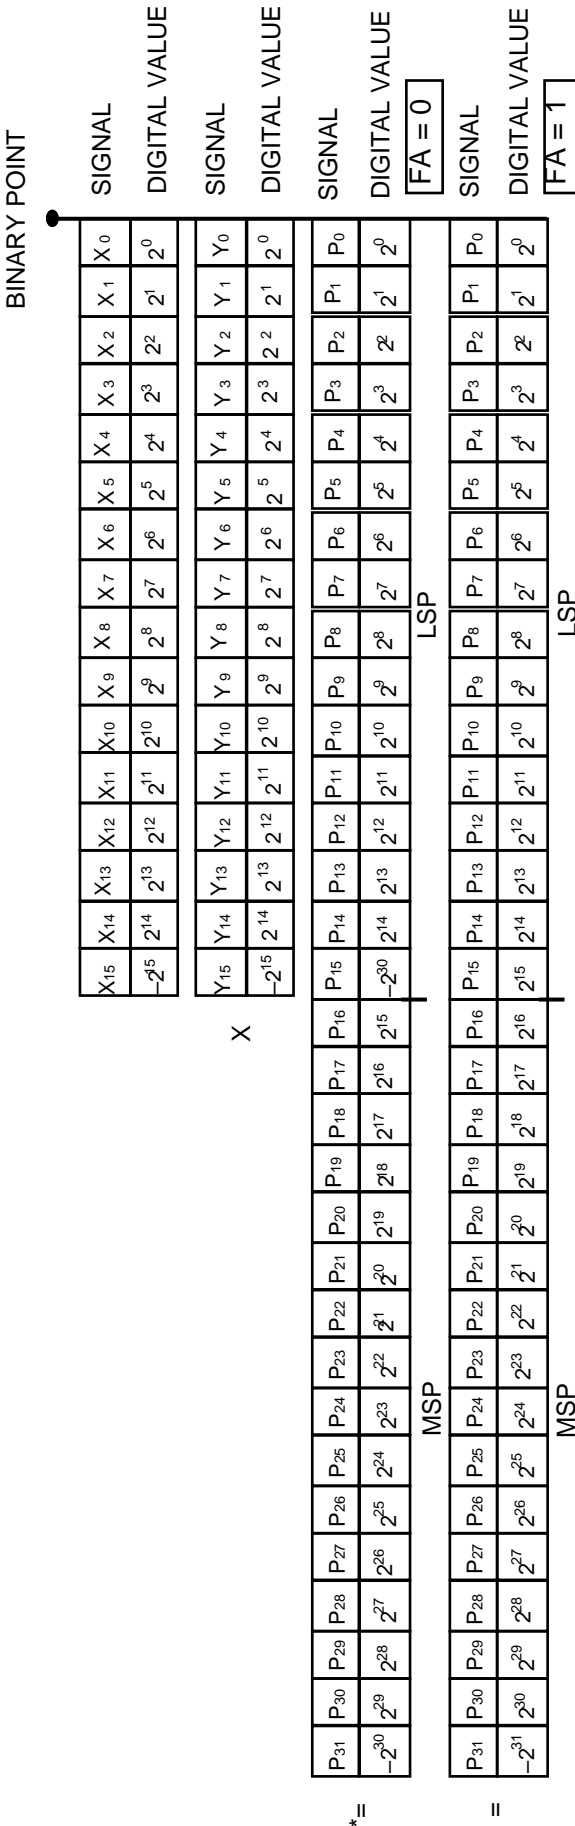 BINARY POINT
X15 X14 X13 X12 X11 X10 X9 X8 X7 X6 X5 X4 X3 X2 X1 X0 SIGNAL
–2^15 2^14 2^13 2^12 2^11 2^10 2^9 2^8 2^7 2^6 2^5 2^4 2^3 2^2 2^1 2^0 DIGITAL VALUE
Y15 Y14 Y13 Y12 Y11 Y10 Y9 Y8 Y7 Y6 Y5 Y4 Y3 Y2 Y1 Y0 SIGNAL
X –2^15 2^14 2^13 2^12 2^11 2^10 2^9 2^8 2^7 2^6 2^5 2^4 2^3 2^2 2^1 2^0 DIGITAL VALUE
P31 P30 P29 P28 P27 P26 P25 P24 P23 P22 P21 P20 P19 P18 P17 P16 P15 P14 P13 P12 P11 P10 P9 P8 P7 P6 P5 P4 P3 P2 P1 P0 SIGNAL
*= –2^30 2^29 2^28 2^27 2^26 2^25 2^24 2^23 2^22 2^21 2^20 2^19 2^18 2^17 2^16 2^15 –2^30 2^14 2^13 2^12 2^11 2^10 2^9 2^8 2^7 2^6 2^5 2^4 2^3 2^2 2^1 2^0 DIGITAL VALUE
MSP LSP FA = 0
P31 P30 P29 P28 P27 P26 P25 P24 P23 P22 P21 P20 P19 P18 P17 P16 P15 P14 P13 P12 P11 P10 P9 P8 P7 P6 P5 P4 P3 P2 P1 P0 SIGNAL
= –2^31 2^30 2^29 2^28 2^27 2^26 2^25 2^24 2^23 2^22 2^21 2^20 2^19 2^18 2^17 2^16 2^15 2^14 2^13 2^12 2^11 2^10 2^9 2^8 2^7 2^6 2^5 2^4 2^3 2^2 2^1 2^0 DIGITAL VALUE
MSP LSP FA = 1